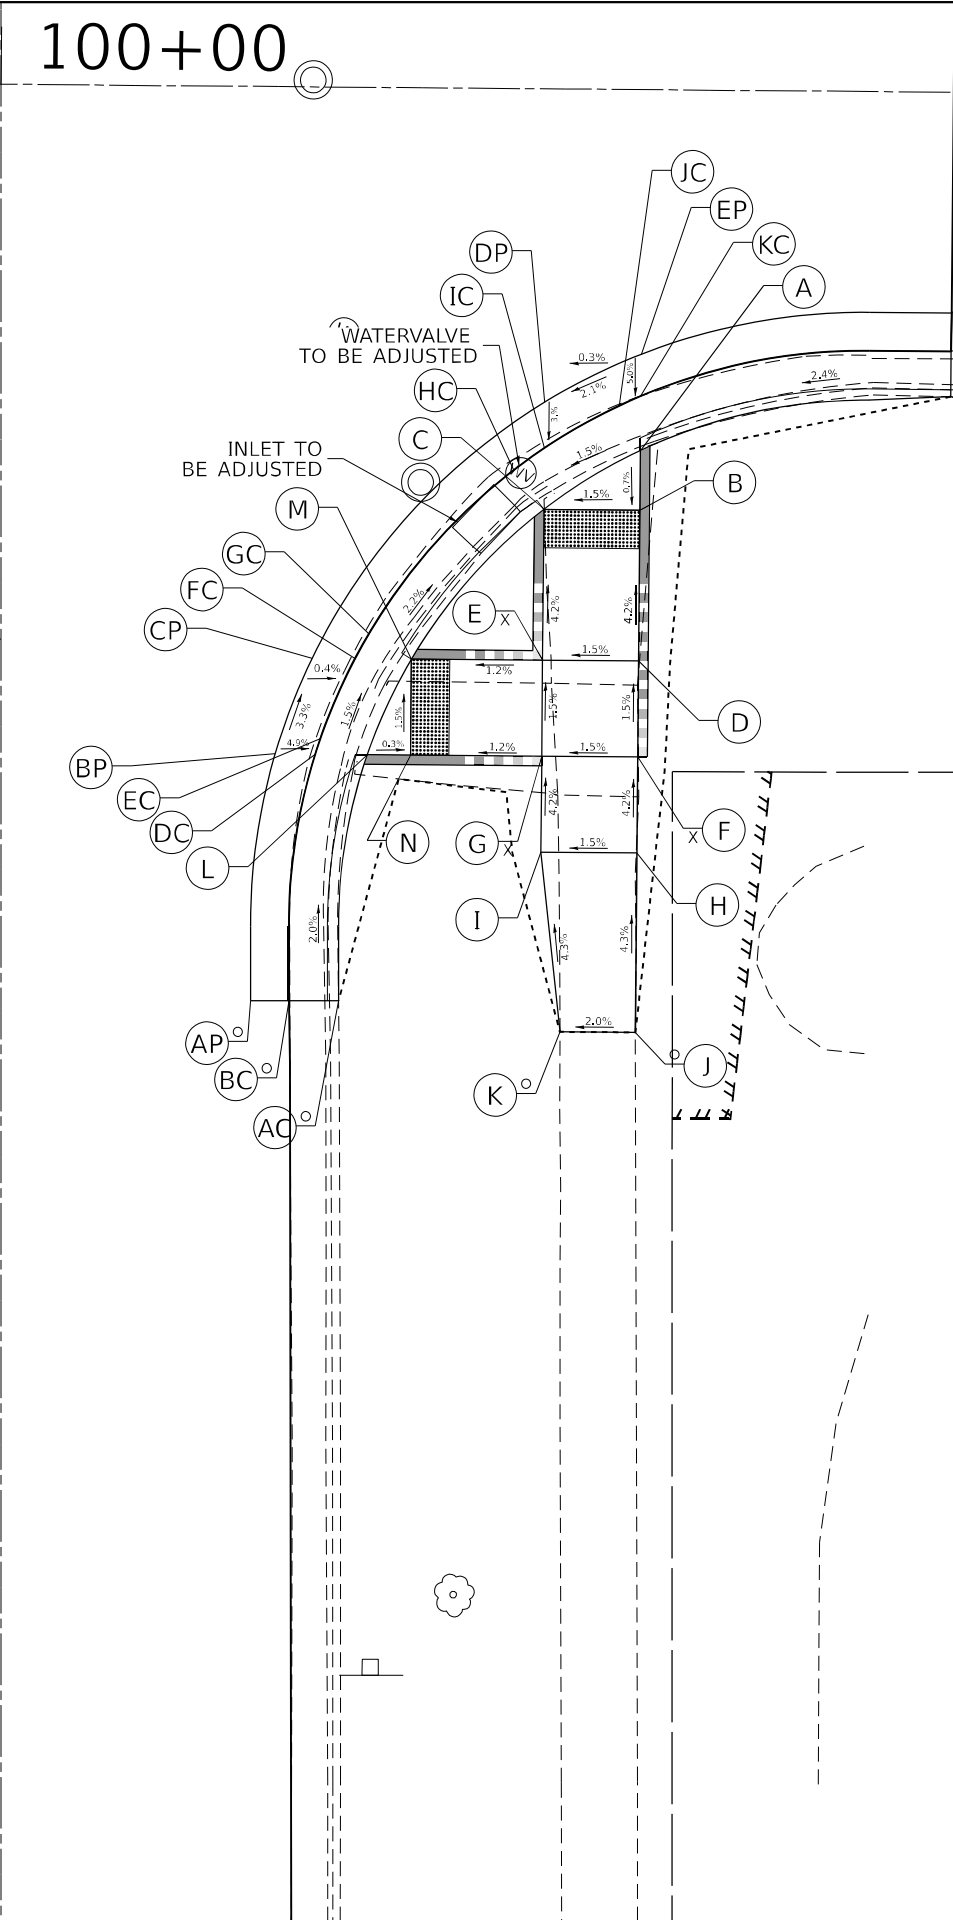 100+00
JC
EP
KC
DP
A
IC
WATERVALVE
TO BE ADJUSTED
0.3%
5.0%
2.1%
2.4%
HC
3.%
C
1.5%
INLET TO
BE ADJUSTED
W
0.7%
B
1.5%
M
GC
FC
2.2%
4.2%
4.2%
E
X
CP
1.5%
0.4%
1.2%
3.3%
1.5%
1.5%
1.5%
1.5%
D
4.9%
0.3%
1.2%
1.5%
BP
EC
4.2%
4.2%
DC
N
G
X
1.5%
X
F
L
I
H
2.0%
4.3%
4.3%
2.0%
AP
BC
J
K
AC